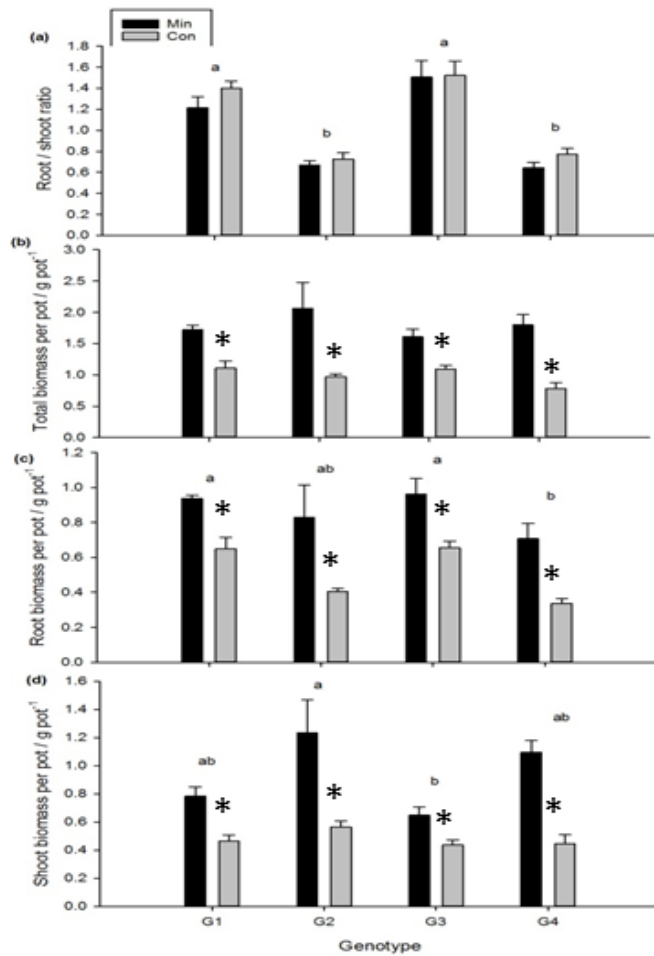 Min
Con
(a)
Root / shoot ratio
1.8
1.6
1.4
1.2
1.0
0.8
0.6
0.4
0.2
0.0
a
b
a
b
(b)
Total biomass per pot / g pot⁻¹
3.0
2.5
2.0
1.5
1.0
0.5
0.0
*
*
*
*
(c)
Root biomass per pot / g pot⁻¹
1.2
1.0
0.8
0.6
0.4
0.2
0.0
a
ab
a
b
*
*
*
*
(d)
Shoot biomass per pot / g pot⁻¹
1.6
1.4
1.2
1.0
0.8
0.6
0.4
0.2
0.0
ab
a
b
ab
*
*
*
*
G1 G2 G3 G4
Genotype